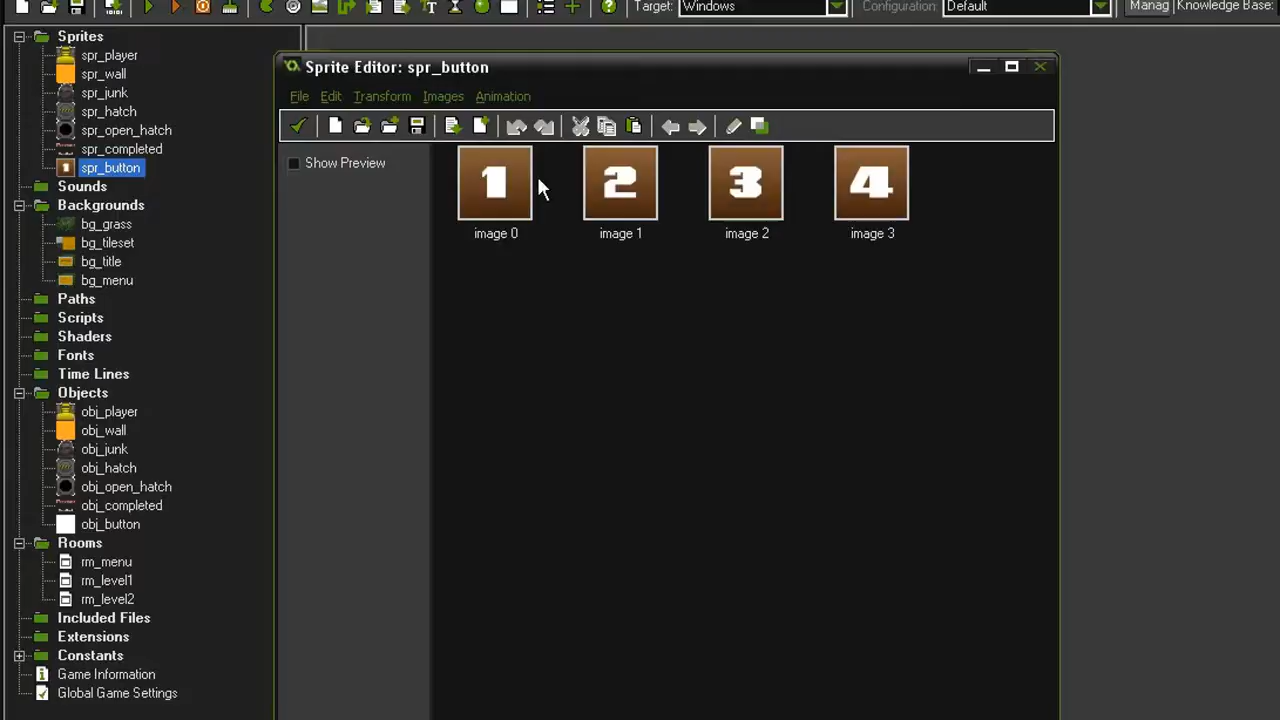 Target: Windows Configuration: Default Manag Knowledge Base:
Sprites
spr_player
spr_wall
spr_junk
spr_hatch
spr_open_hatch
spr_completed
spr_button
Sounds
Backgrounds
bg_grass
bg_tileset
bg_title
bg_menu
Paths
Scripts
Shaders
Fonts
Time Lines
Objects
obj_player
obj_wall
obj_junk
obj_hatch
obj_open_hatch
obj_completed
obj_button
Rooms
rm_menu
rm_level1
rm_level2
Included Files
Extensions
Constants
Game Information
Global Game Settings
Sprite Editor: spr_button
File Edit Transform Images Animation
Show Preview
1 2 3 4
image 0 image 1 image 2 image 3